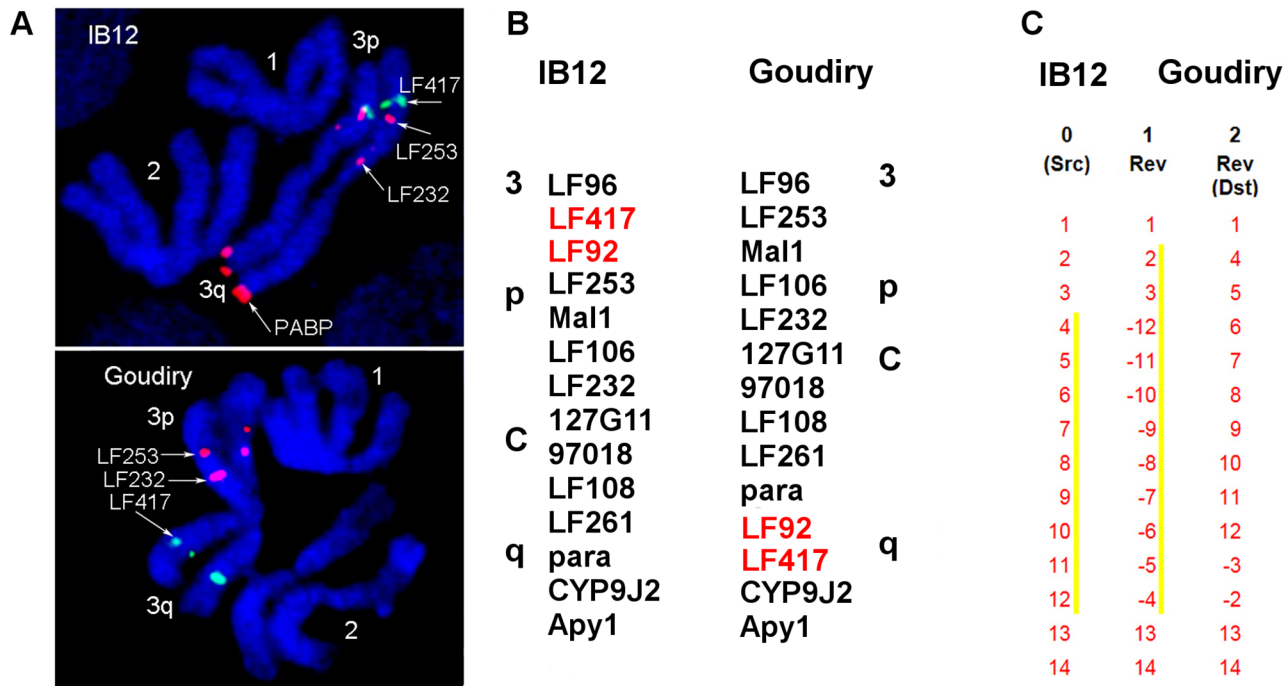 A
IB12
1
3p
LF417
LF253
LF232
2
3q
PABP
Goudiry
1
3p
LF253
LF232
LF417
3q
2
B
IB12 Goudiry
3 LF96 LF96 3
LF417 LF253
LF92 Mal1
p LF253 LF106 p
Mal1 LF232
LF106 127G11 C
LF232 97018
127G11 LF108
C 97018 LF261
LF108 para
LF261 LF92
q para LF417 q
CYP9J2 CYP9J2
Apy1 Apy1
C
IB12 Goudiry
0 1 2
(Src) Rev Rev
(Dst)
1 1 1
2 2 4
3 3 5
4 -12 6
5 -11 7
6 -10 8
7 -9 9
8 -8 10
9 -7 11
10 -6 12
11 -5 -3
12 -4 -2
13 13 13
14 14 14